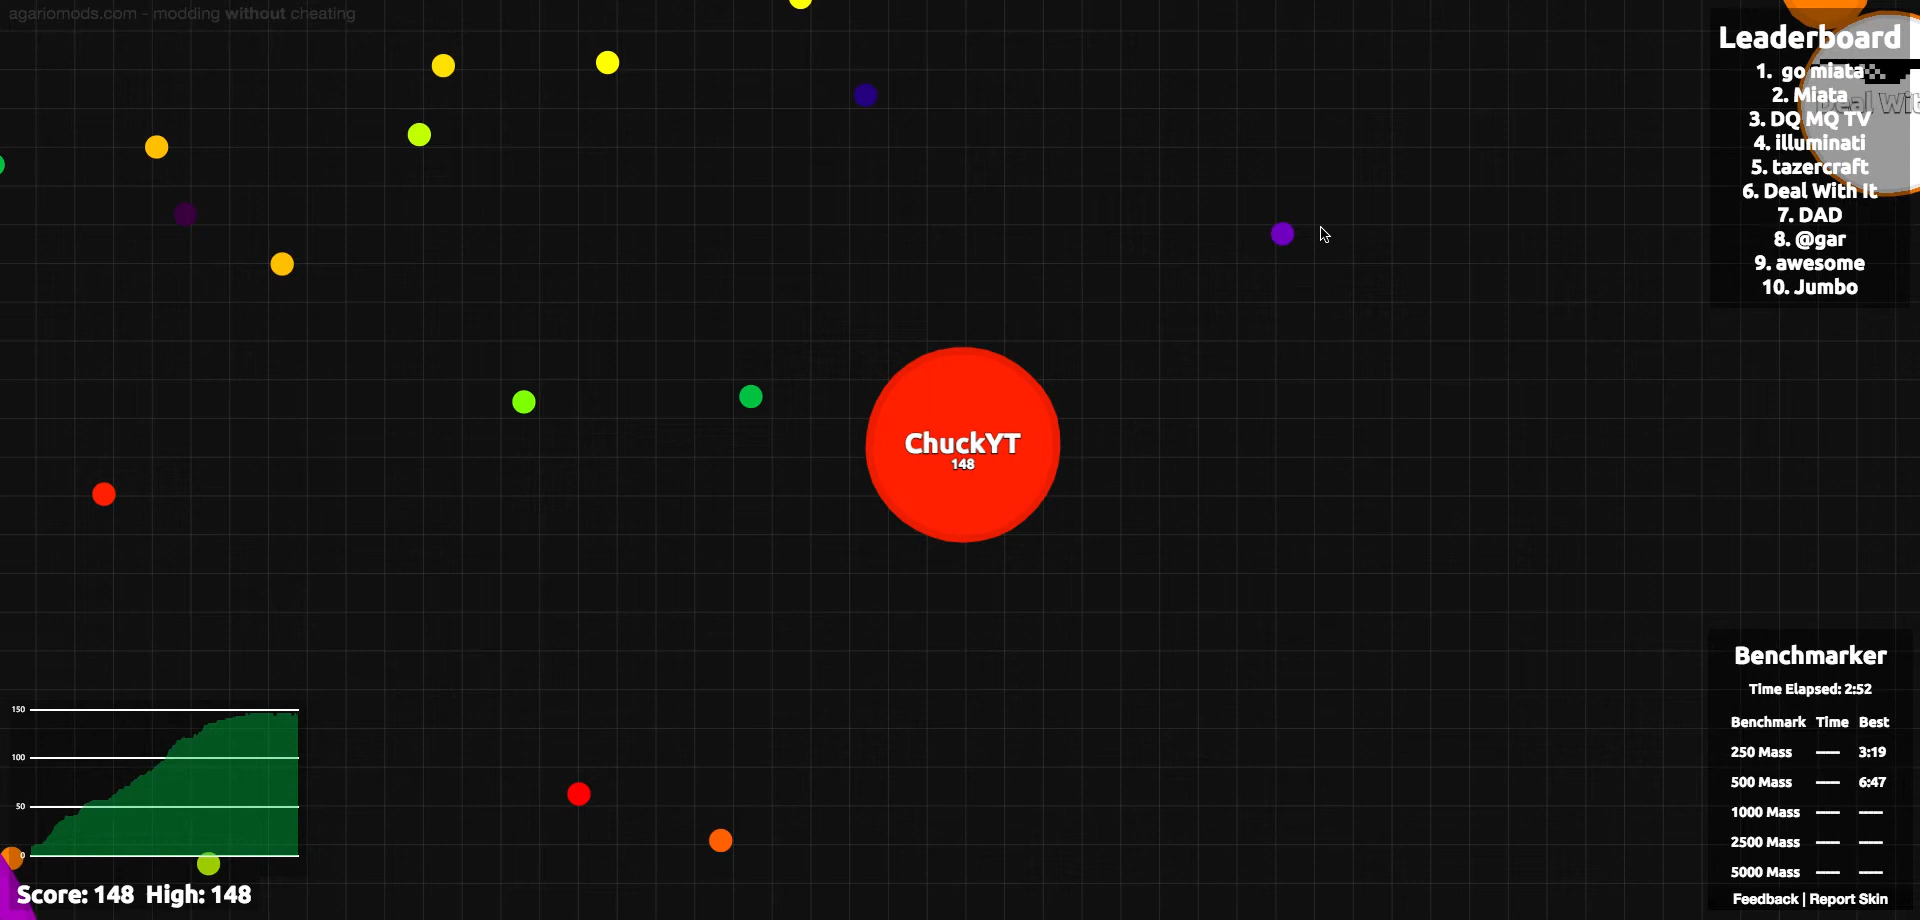 agariomods.com - modding without cheating
Leaderboard
1. go miata
2. Miata
3. DQ MQ TV
4. illuminati
5. tazercraft
6. Deal With It
7. DAD
8. @gar
9. awesome
10. Jumbo
Deal Wit
ChuckYT
148
Benchmarker
Time Elapsed: 2:52
Benchmark Time Best
250 Mass —— 3:19
500 Mass —— 6:47
1000 Mass —— ——
2500 Mass —— ——
5000 Mass —— ——
Feedback | Report Skin
150
100
50
0
Score: 148 High: 148